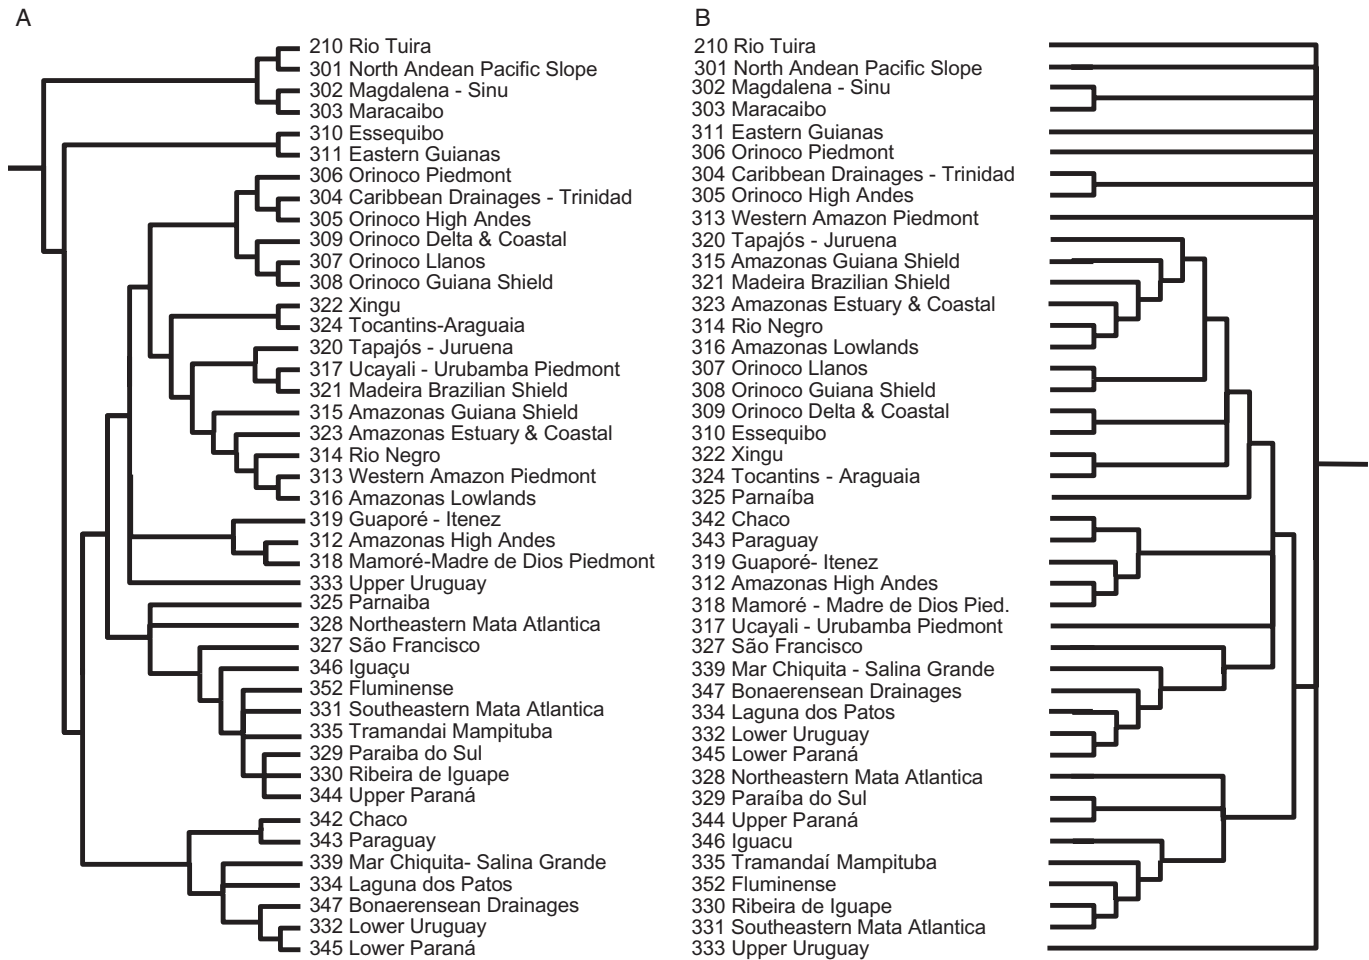 A
210 Rio Tuira
301 North Andean Pacific Slope
302 Magdalena - Sinu
303 Maracaibo
310 Essequibo
311 Eastern Guianas
306 Orinoco Piedmont
304 Caribbean Drainages - Trinidad
305 Orinoco High Andes
309 Orinoco Delta & Coastal
307 Orinoco Llanos
308 Orinoco Guiana Shield
322 Xingu
324 Tocantins-Araguaia
320 Tapajós - Juruena
317 Ucayali - Urubamba Piedmont
321 Madeira Brazilian Shield
315 Amazonas Guiana Shield
323 Amazonas Estuary & Coastal
314 Rio Negro
313 Western Amazon Piedmont
316 Amazonas Lowlands
319 Guaporé - Itenez
312 Amazonas High Andes
318 Mamoré-Madre de Dios Piedmont
333 Upper Uruguay
325 Parnaiba
328 Northeastern Mata Atlantica
327 São Francisco
346 Iguaçu
352 Fluminense
331 Southeastern Mata Atlantica
335 Tramandai Mampituba
329 Paraiba do Sul
330 Ribeira de Iguape
344 Upper Paraná
342 Chaco
343 Paraguay
339 Mar Chiquita- Salina Grande
334 Laguna dos Patos
347 Bonaerensean Drainages
332 Lower Uruguay
345 Lower Paraná
B
210 Rio Tuira
301 North Andean Pacific Slope
302 Magdalena - Sinu
303 Maracaibo
311 Eastern Guianas
306 Orinoco Piedmont
304 Caribbean Drainages - Trinidad
305 Orinoco High Andes
313 Western Amazon Piedmont
320 Tapajós - Juruena
315 Amazonas Guiana Shield
321 Madeira Brazilian Shield
323 Amazonas Estuary & Coastal
314 Rio Negro
316 Amazonas Lowlands
307 Orinoco Llanos
308 Orinoco Guiana Shield
309 Orinoco Delta & Coastal
310 Essequibo
322 Xingu
324 Tocantins - Araguaia
325 Parnaíba
342 Chaco
343 Paraguay
319 Guaporé- Itenez
312 Amazonas High Andes
318 Mamoré - Madre de Dios Pied.
317 Ucayali - Urubamba Piedmont
327 São Francisco
339 Mar Chiquita - Salina Grande
347 Bonaerensean Drainages
334 Laguna dos Patos
332 Lower Uruguay
345 Lower Paraná
328 Northeastern Mata Atlantica
329 Paraíba do Sul
344 Upper Paraná
346 Iguacu
335 Tramandaí Mampituba
352 Fluminense
330 Ribeira de Iguape
331 Southeastern Mata Atlantica
333 Upper Uruguay